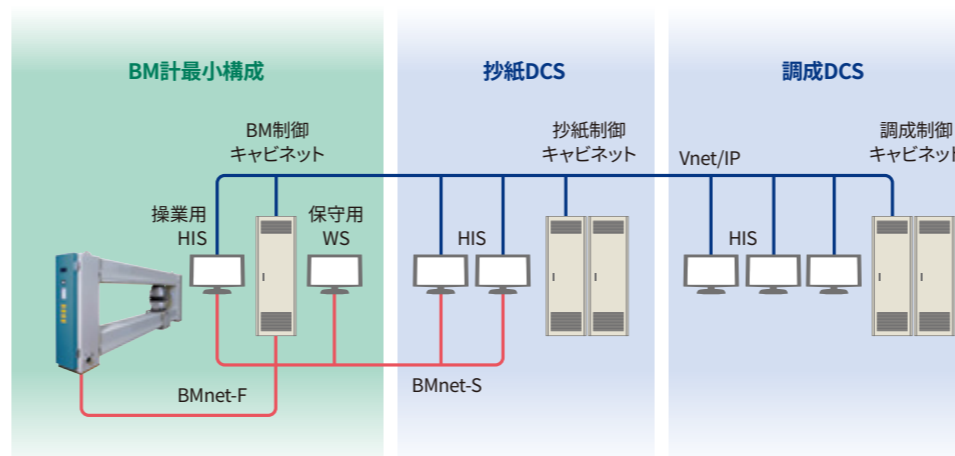 BM計最小構成
抄紙DCS
調成DCS
BM制御
キャビネット
抄紙制御
キャビネット
Vnet/IP
調成制御
キャビネット
操業用
HIS
保守用
WS
HIS
HIS
BMnet-F
BMnet-S